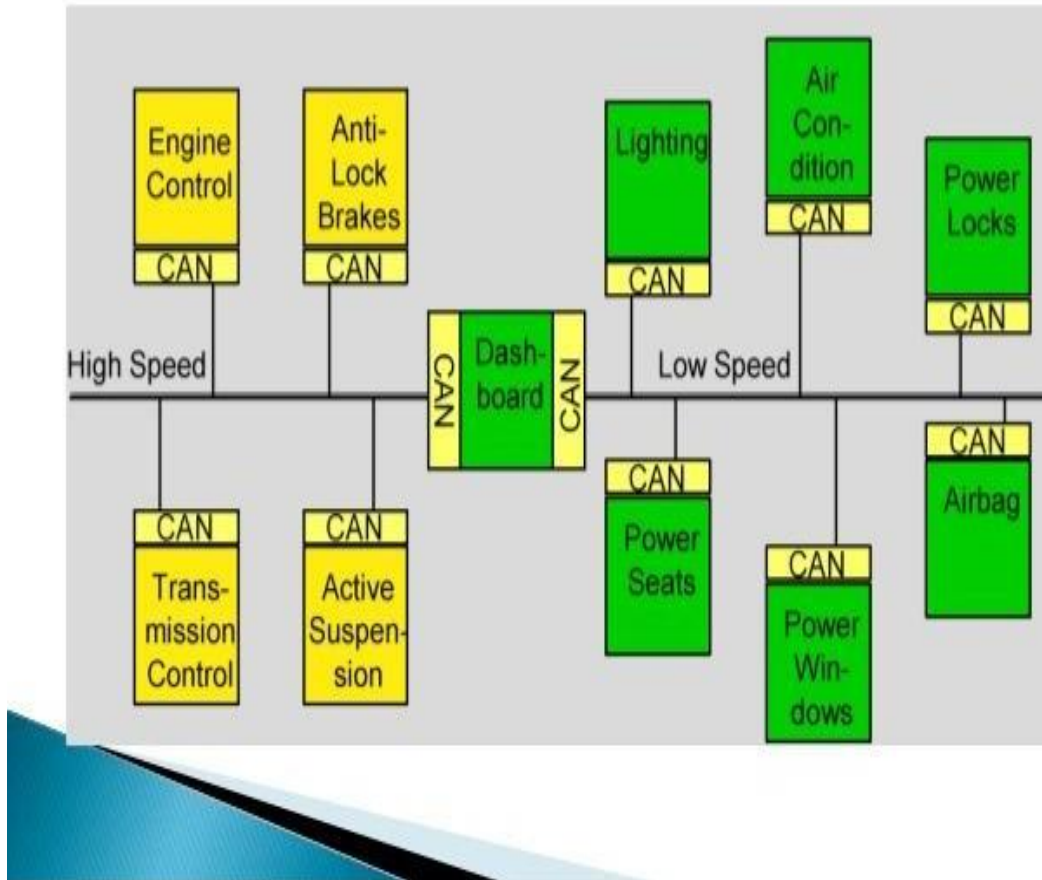 Engine
Control
CAN
Anti-
Lock
Brakes
CAN
Lighting
CAN
Air
Con-
dition
CAN
Power
Locks
CAN
High Speed
CAN
Dash-
board
CAN
Low Speed
CAN
Trans-
mission
Control
CAN
Active
Suspen-
sion
CAN
Power
Seats
CAN
Power
Win-
dows
CAN
Airbag